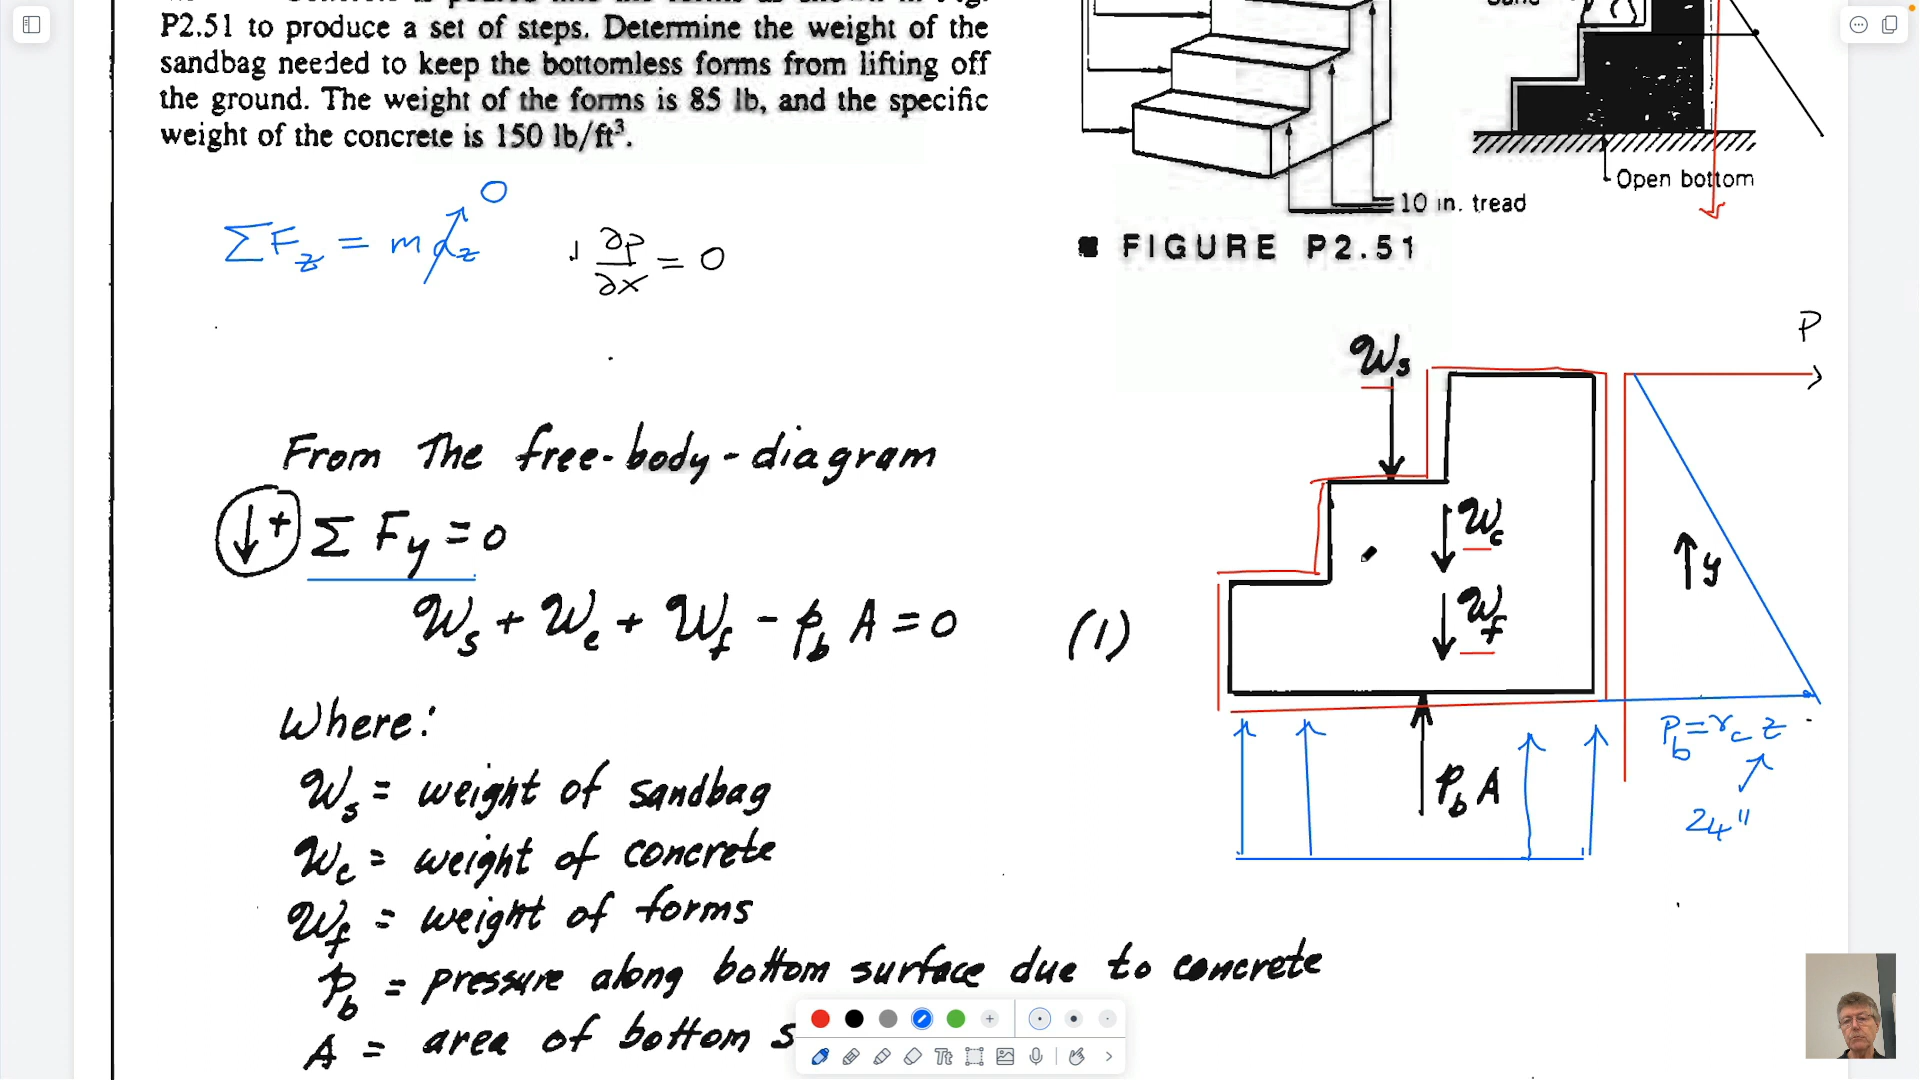 P2.51 to produce a set of steps. Determine the weight of the
sandbag needed to keep the bottomless forms from lifting off
the ground. The weight of the forms is 85 lb, and the specific
weight of the concrete is 150 lb/ft³.
Open bottom
10 in. tread
FIGURE P2.51
ΣF_z = m a_z 0
∂p/∂x = 0
P
W_s
W_c
W_f
↑y
P_b = γ_c z
24"
p_b A
From the free-body-diagram
↓+ Σ F_y = 0
W_s + W_c + W_f - p_b A = 0 (1)
Where:
W_s = weight of sandbag
W_c = weight of concrete
W_f = weight of forms
p_b = pressure along bottom surface due to concrete
A = area of bottom s
Tt